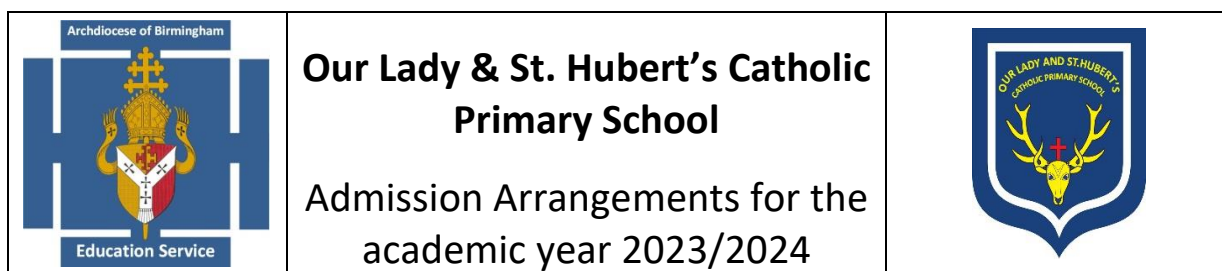 Archdiocese of Birmingham
Education Service
Our Lady & St. Hubert’s Catholic
Primary School
Admission Arrangements for the
academic year 2023/2024
OUR LADY AND ST.HUBERT'S
CATHOLIC PRIMARY SCHOOL